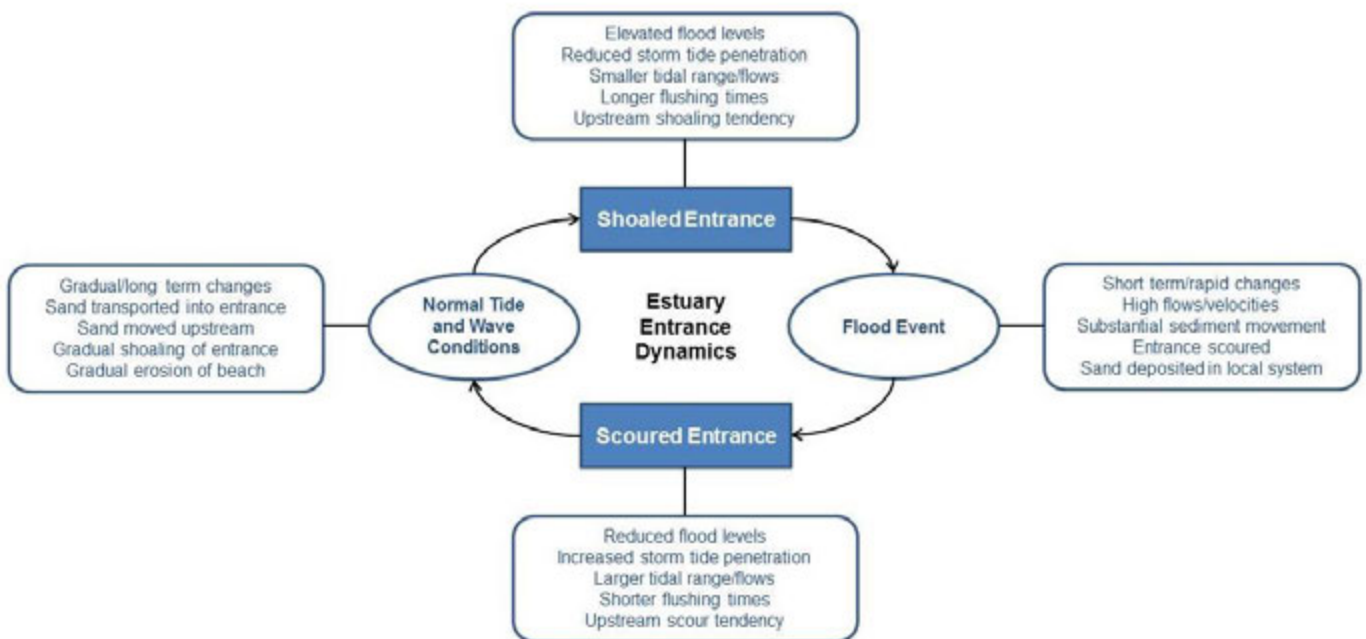 Elevated flood levels
Reduced storm tide penetration
Smaller tidal range/flows
Longer flushing times
Upstream shoaling tendency
Shoaled Entrance
Gradual/long term changes
Sand transported into entrance
Sand moved upstream
Gradual shoaling of entrance
Gradual erosion of beach
Normal Tide
and Wave
Conditions
Estuary
Entrance
Dynamics
Flood Event
Short term/rapid changes
High flows/velocities
Substantial sediment movement
Entrance scoured
Sand deposited in local system
Scoured Entrance
Reduced flood levels
Increased storm tide penetration
Larger tidal range/flows
Shorter flushing times
Upstream scour tendency